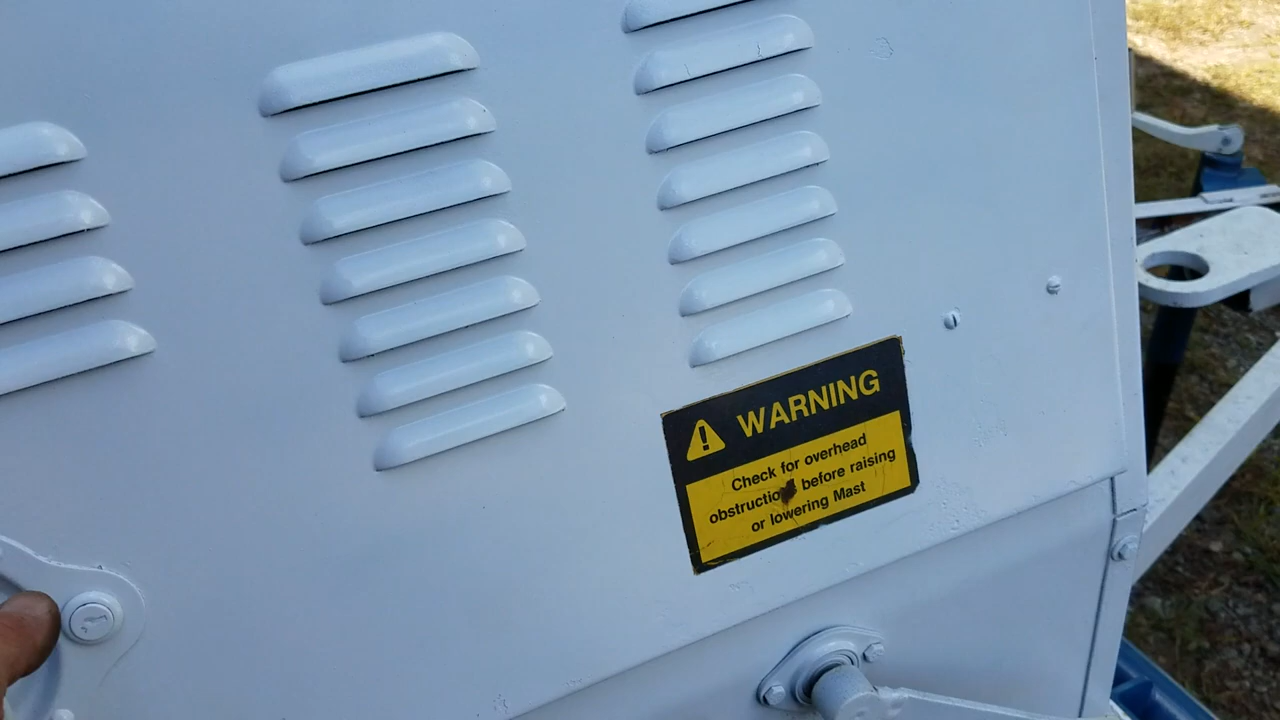 WARNING
Check for overhead
obstruction before raising
or lowering Mast